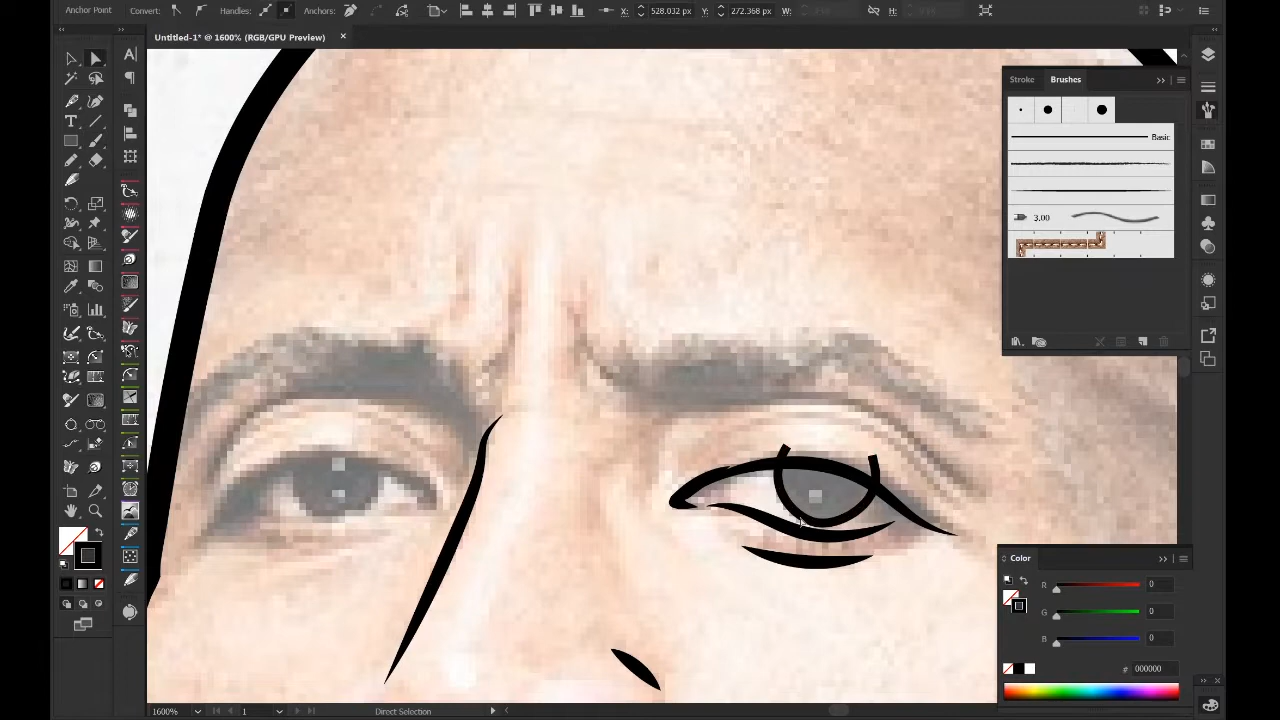 Anchor Point Convert: Handles: Anchors: X: 528.032 px Y: 272.368 px W: H:
Untitled-1* @ 1600% (RGB/GPU Preview) ×
Stroke Brushes
Basic
3.00
Color
R 0
G 0
B 0
# 000000
1600% 1 Direct Selection